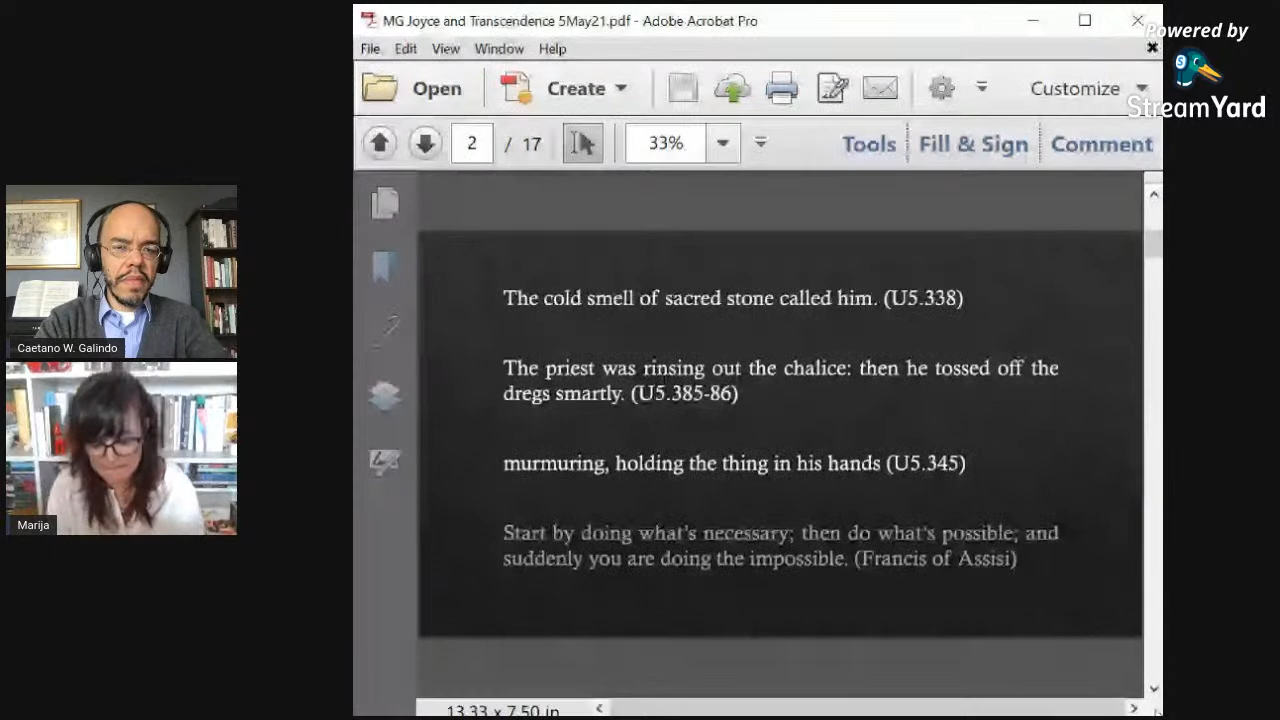 MG Joyce and Transcendence 5May21.pdf - Adobe Acrobat Pro
Powered by
StreamYard
File Edit View Window Help
Open Create Customize
2 / 17 33% Tools Fill & Sign Comment
The cold smell of sacred stone called him. (U5.338)
The priest was rinsing out the chalice: then he tossed off the
dregs smartly. (U5.385-86)
murmuring, holding the thing in his hands (U5.345)
Start by doing what's necessary; then do what's possible; and
suddenly you are doing the impossible. (Francis of Assisi)
Caetano W. Galindo
Marija
13.33 x 7.50 in